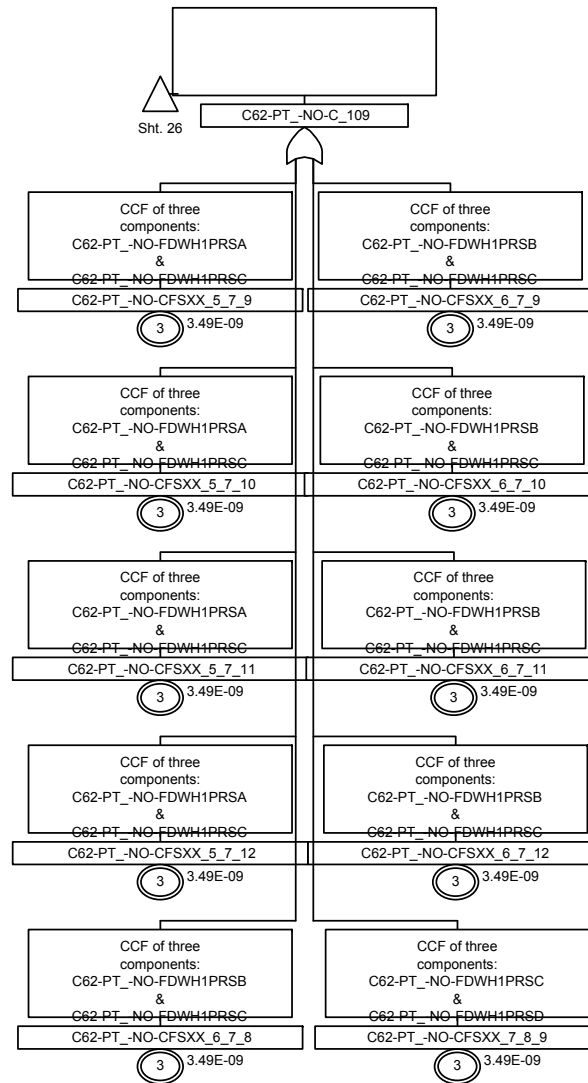 C62-PT_-NO-C_109
Sht. 26
CCF of three
components:
C62-PT_-NO-FDWH1PRSA
&
C62-PT_-NO-FDWH1PRSC
C62-PT_-NO-CFSXX_5_7_9
3
3.49E-09
CCF of three
components:
C62-PT_-NO-FDWH1PRSB
&
C62-PT_-NO-FDWH1PRSC
C62-PT_-NO-CFSXX_6_7_9
3
3.49E-09
CCF of three
components:
C62-PT_-NO-FDWH1PRSA
&
C62-PT_-NO-FDWH1PRSC
C62-PT_-NO-CFSXX_5_7_10
3
3.49E-09
CCF of three
components:
C62-PT_-NO-FDWH1PRSB
&
C62-PT_-NO-FDWH1PRSC
C62-PT_-NO-CFSXX_6_7_10
3
3.49E-09
CCF of three
components:
C62-PT_-NO-FDWH1PRSA
&
C62-PT_-NO-FDWH1PRSC
C62-PT_-NO-CFSXX_5_7_11
3
3.49E-09
CCF of three
components:
C62-PT_-NO-FDWH1PRSB
&
C62-PT_-NO-FDWH1PRSC
C62-PT_-NO-CFSXX_6_7_11
3
3.49E-09
CCF of three
components:
C62-PT_-NO-FDWH1PRSA
&
C62-PT_-NO-FDWH1PRSC
C62-PT_-NO-CFSXX_5_7_12
3
3.49E-09
CCF of three
components:
C62-PT_-NO-FDWH1PRSB
&
C62-PT_-NO-FDWH1PRSC
C62-PT_-NO-CFSXX_6_7_12
3
3.49E-09
CCF of three
components:
C62-PT_-NO-FDWH1PRSB
&
C62-PT_-NO-FDWH1PRSC
C62-PT_-NO-CFSXX_6_7_8
3
3.49E-09
CCF of three
components:
C62-PT_-NO-FDWH1PRSC
&
C62-PT_-NO-FDWH1PRSD
C62-PT_-NO-CFSXX_7_8_9
3
3.49E-09